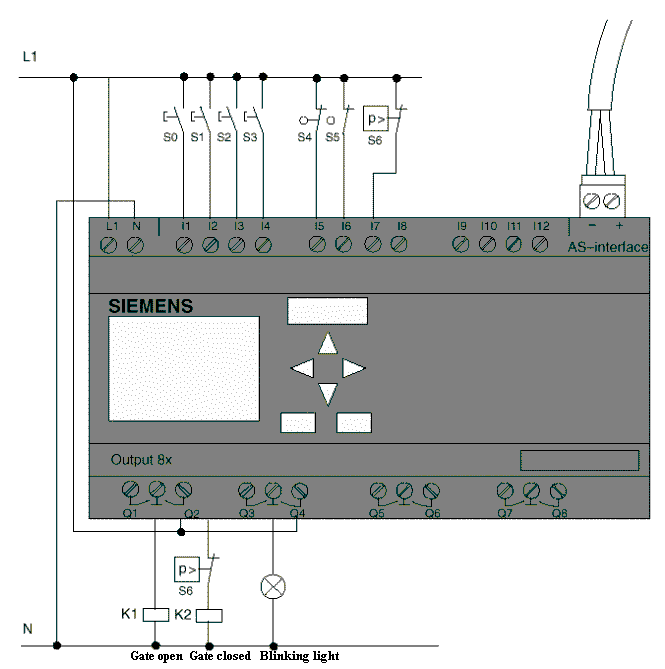 L1
S0 S1 S2 S3 S4 S5 p> S6
L1 N I1 I2 I3 I4 I5 I6 I7 I8 I9 I10 I11 I12 − +
AS-interface
SIEMENS
Output 8x
Q1 Q2 Q3 Q4 Q5 Q6 Q7 Q8
p>
S6
K1 K2
N
Gate open Gate closed Blinking light